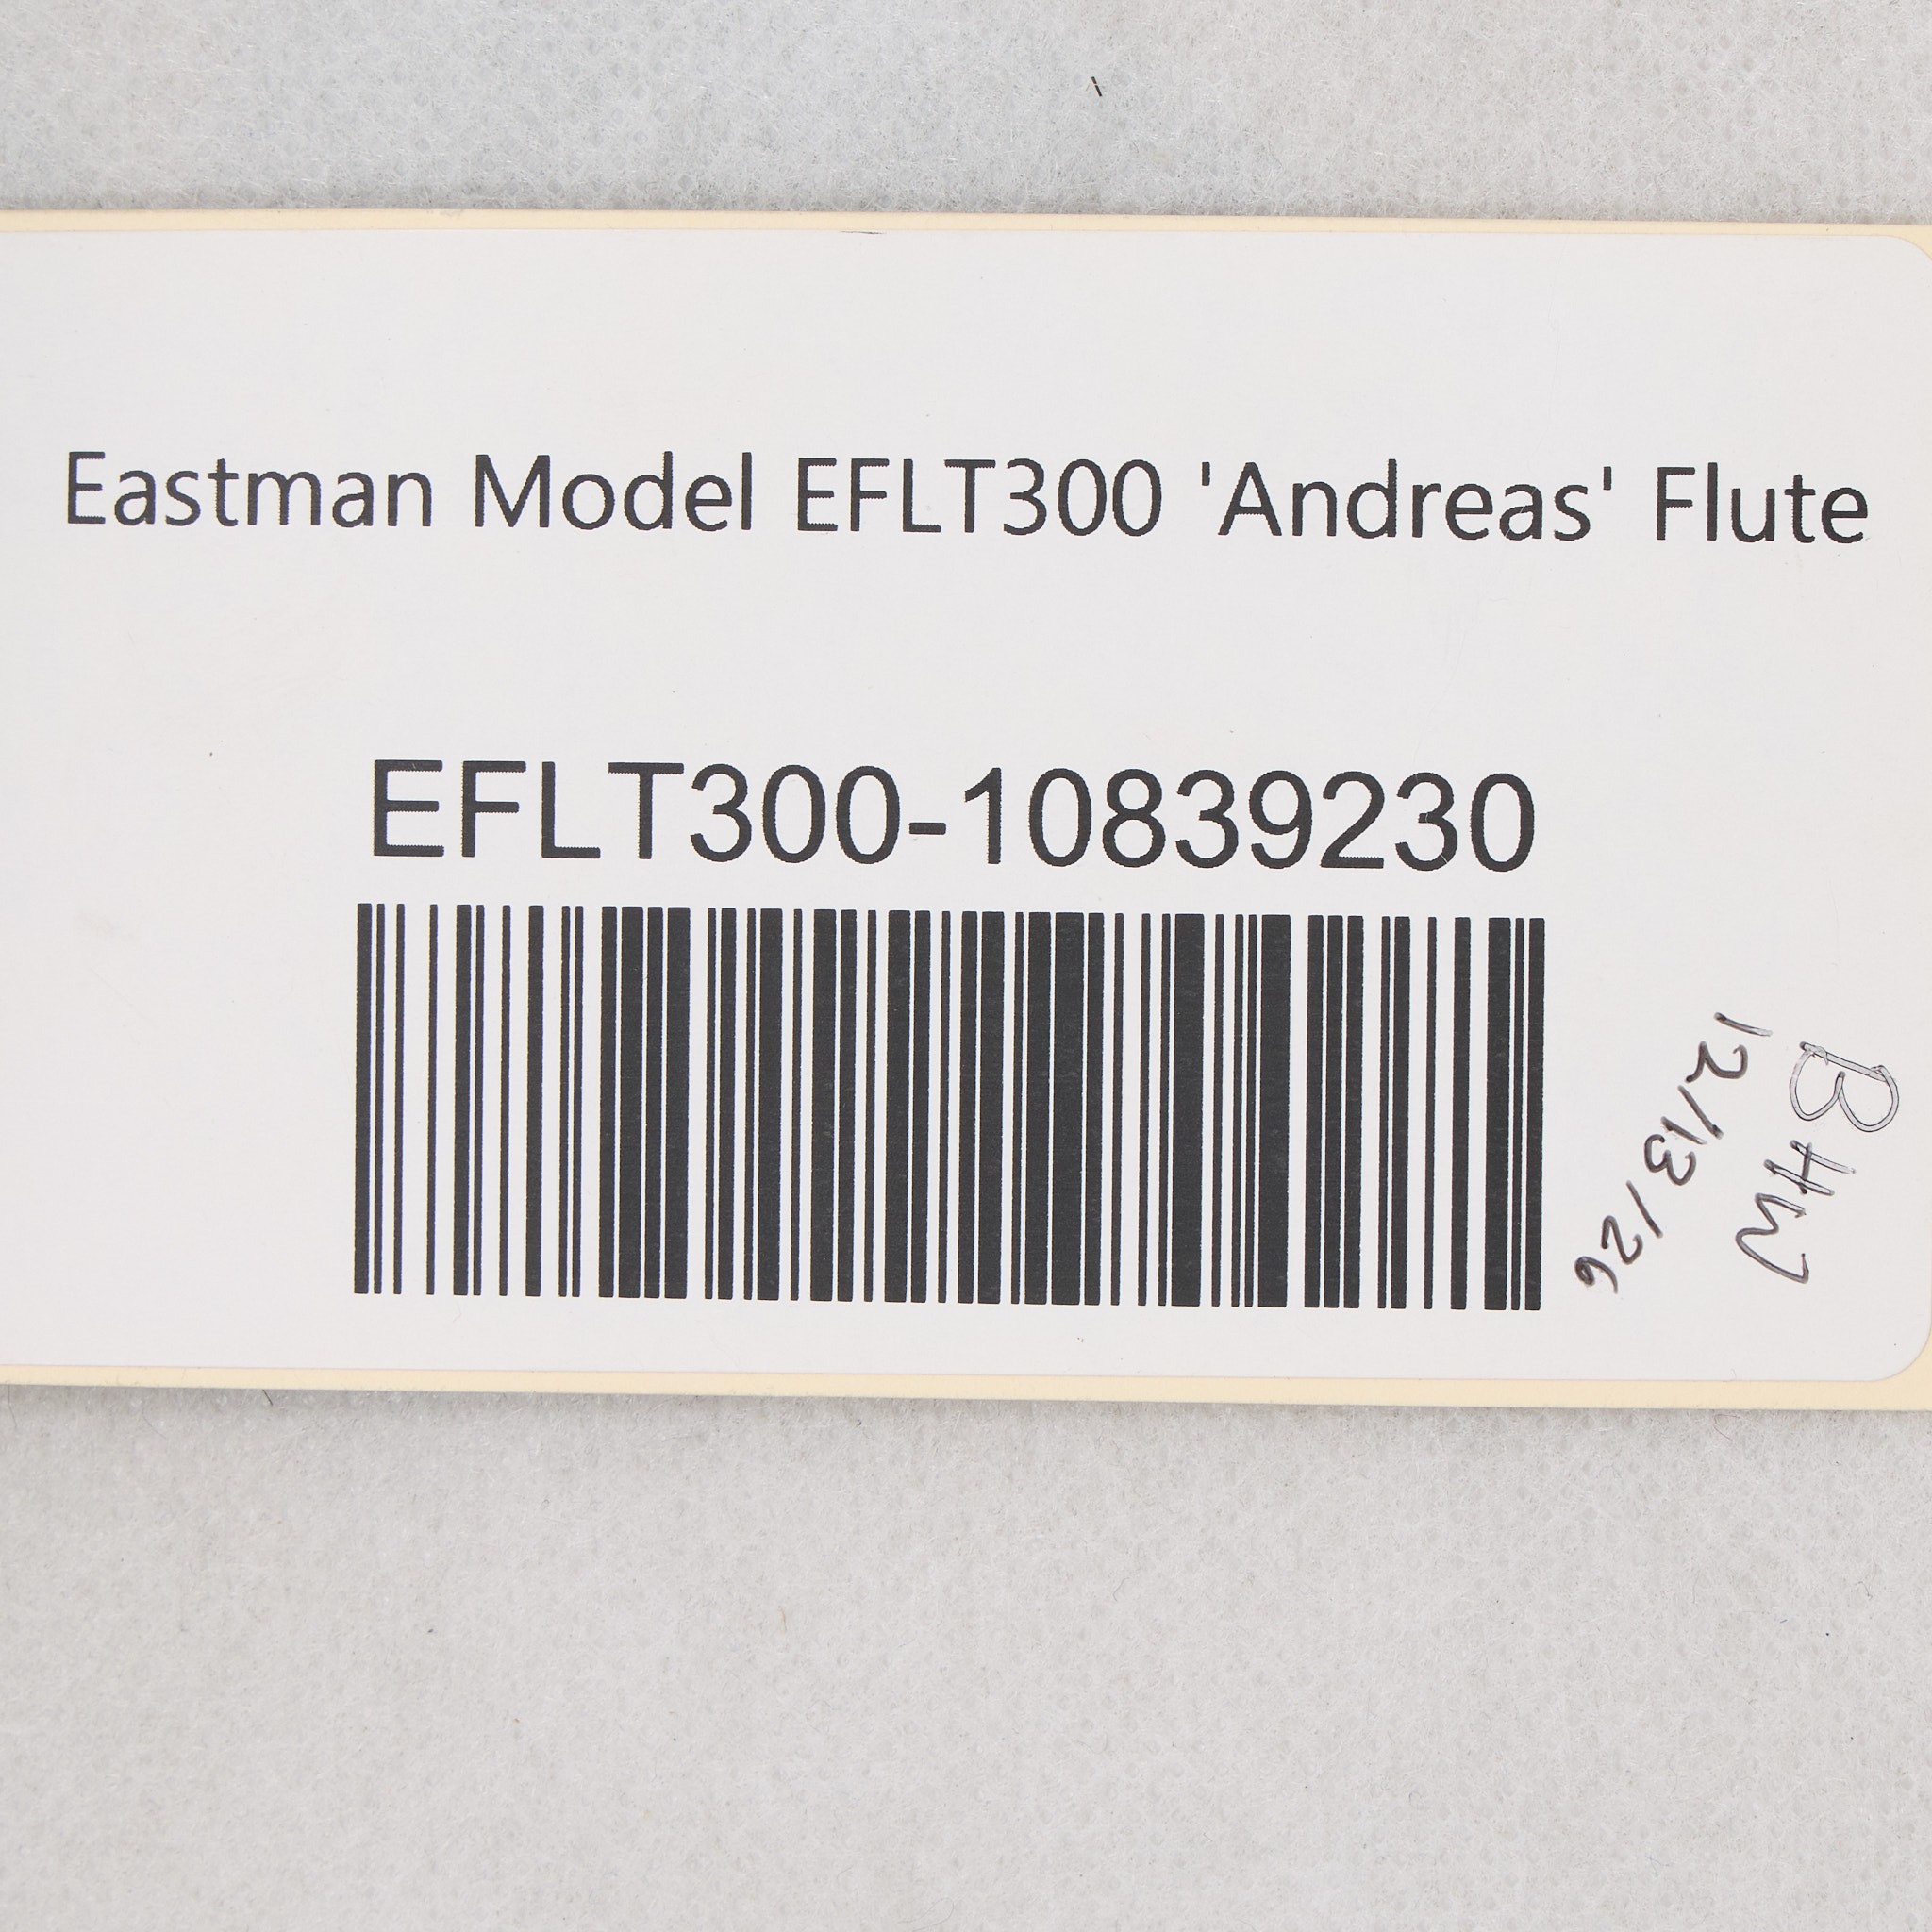 Eastman Model EFLT300 'Andreas' Flute
EFLT300-10839230
BHW
12/13/26